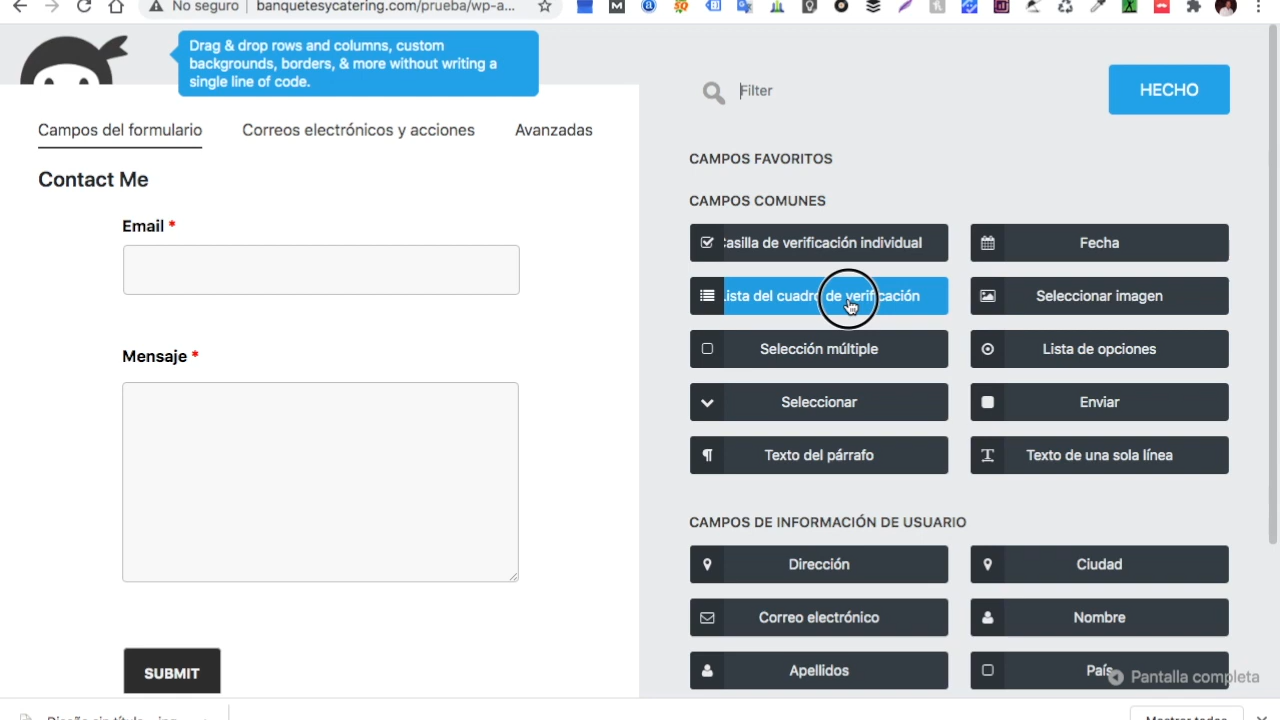 No seguro
banquetesycatering.com/prueba/wp-a...
Drag & drop rows and columns, custom
backgrounds, borders, & more without writing a
single line of code.
Filter
HECHO
Campos del formulario
Correos electrónicos y acciones
Avanzadas
CAMPOS FAVORITOS
Contact Me
CAMPOS COMUNES
Email *
Casilla de verificación individual
Fecha
Lista del cuadro de verificación
Seleccionar imagen
Mensaje *
Selección múltiple
Lista de opciones
Seleccionar
Enviar
Texto del párrafo
Texto de una sola línea
CAMPOS DE INFORMACIÓN DE USUARIO
Dirección
Ciudad
Correo electrónico
Nombre
SUBMIT
Apellidos
País
Pantalla completa